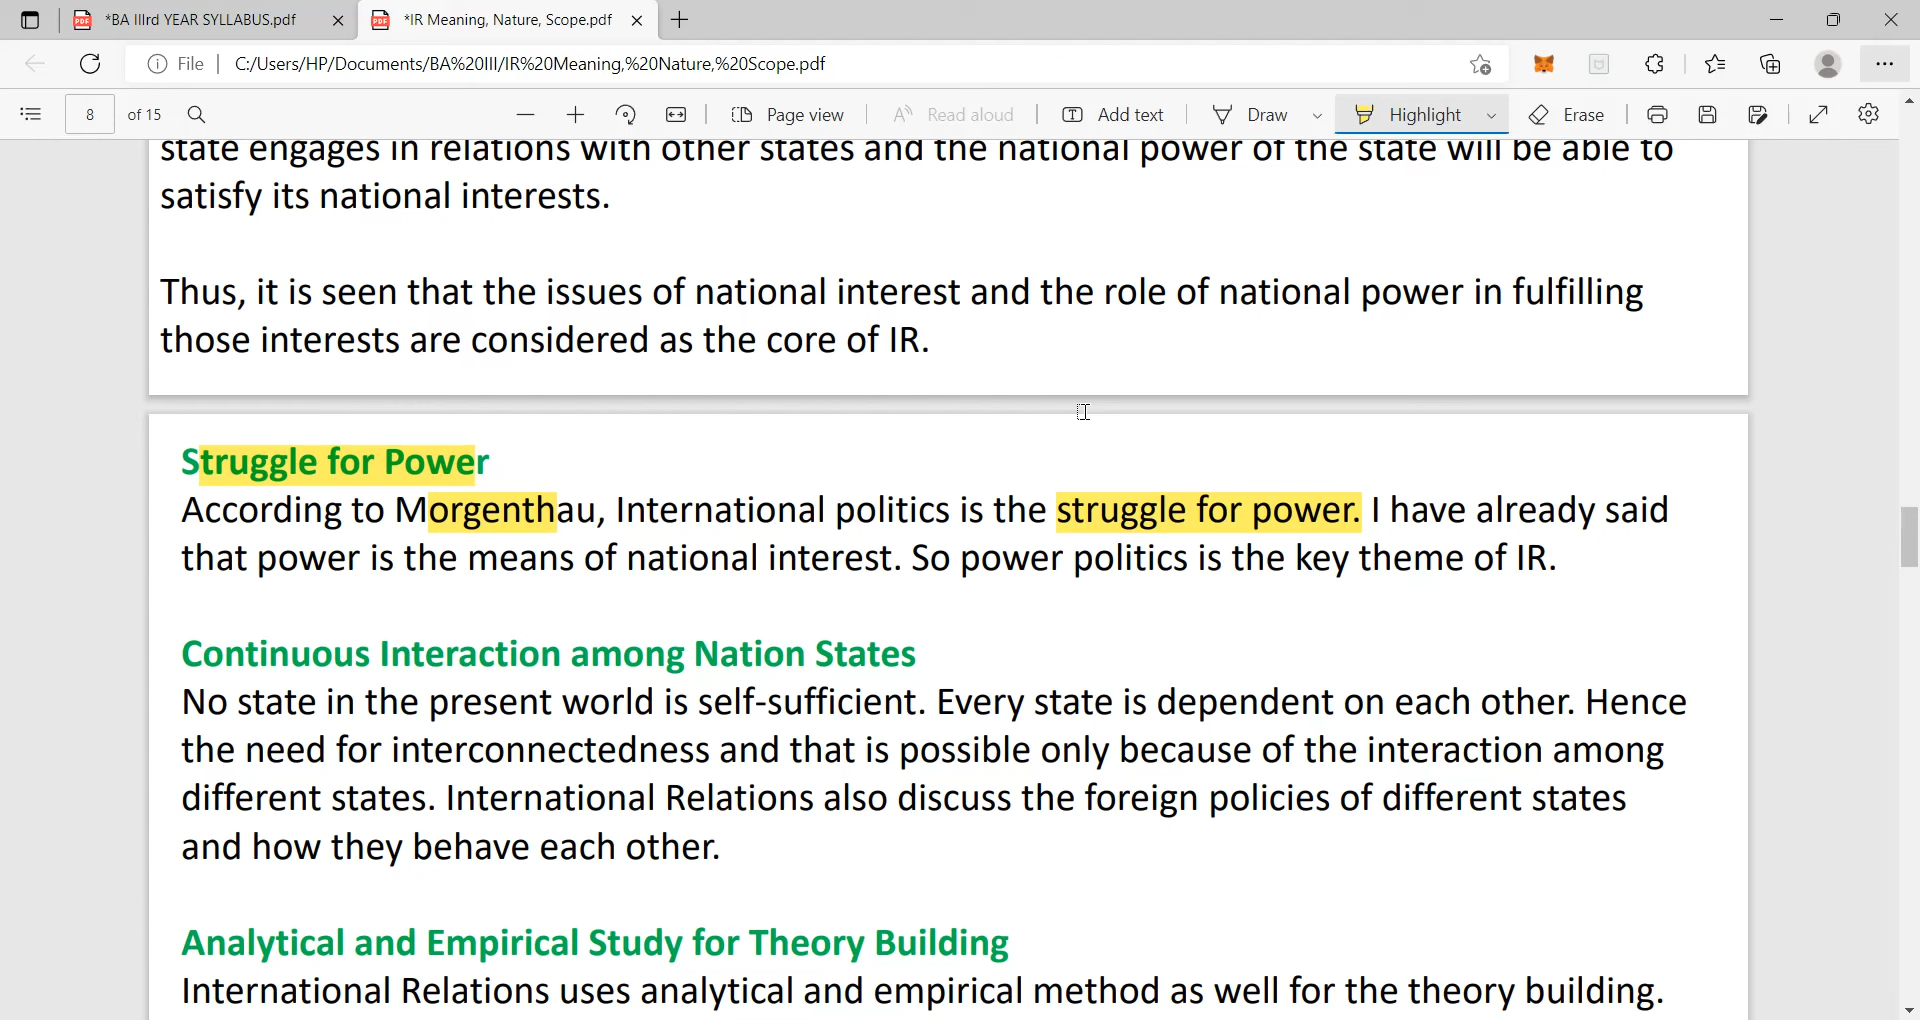 *BA IIIrd YEAR SYLLABUS.pdf
*IR Meaning, Nature, Scope.pdf
File
C:/Users/HP/Documents/BA%20III/IR%20Meaning,%20Nature,%20Scope.pdf
8 of 15
Page view
Read aloud
Add text
Draw
Highlight
Erase
state engages in relations with other states and the national power of the state will be able to
satisfy its national interests.
Thus, it is seen that the issues of national interest and the role of national power in fulfilling
those interests are considered as the core of IR.
Struggle for Power
According to Morgenthau, International politics is the struggle for power. I have already said
that power is the means of national interest. So power politics is the key theme of IR.
Continuous Interaction among Nation States
No state in the present world is self-sufficient. Every state is dependent on each other. Hence
the need for interconnectedness and that is possible only because of the interaction among
different states. International Relations also discuss the foreign policies of different states
and how they behave each other.
Analytical and Empirical Study for Theory Building
International Relations uses analytical and empirical method as well for the theory building.